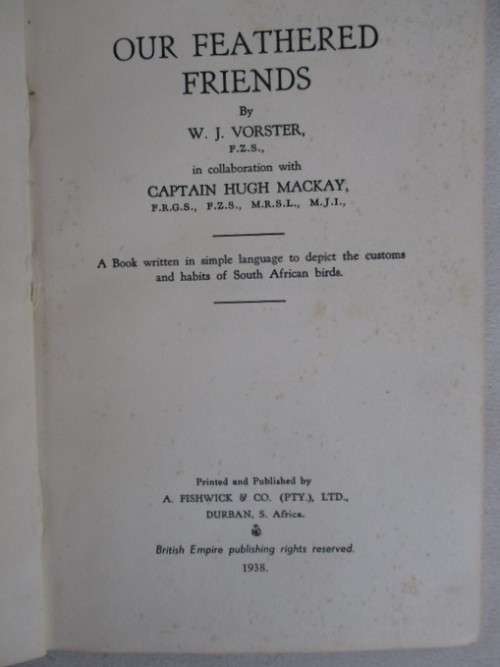 OUR FEATHERED
FRIENDS
By
W. J. VORSTER,
F.Z.S.,
in collaboration with
CAPTAIN HUGH MACKAY,
F.R.G.S., F.Z.S., M.R.S.L., M.J.I.,
A Book written in simple language to depict the customs
and habits of South African birds.
Printed and Published by
A. FISHWICK & CO. (PTY.), LTD.,
DURBAN, S. Africa.
British Empire publishing rights reserved.
1938.